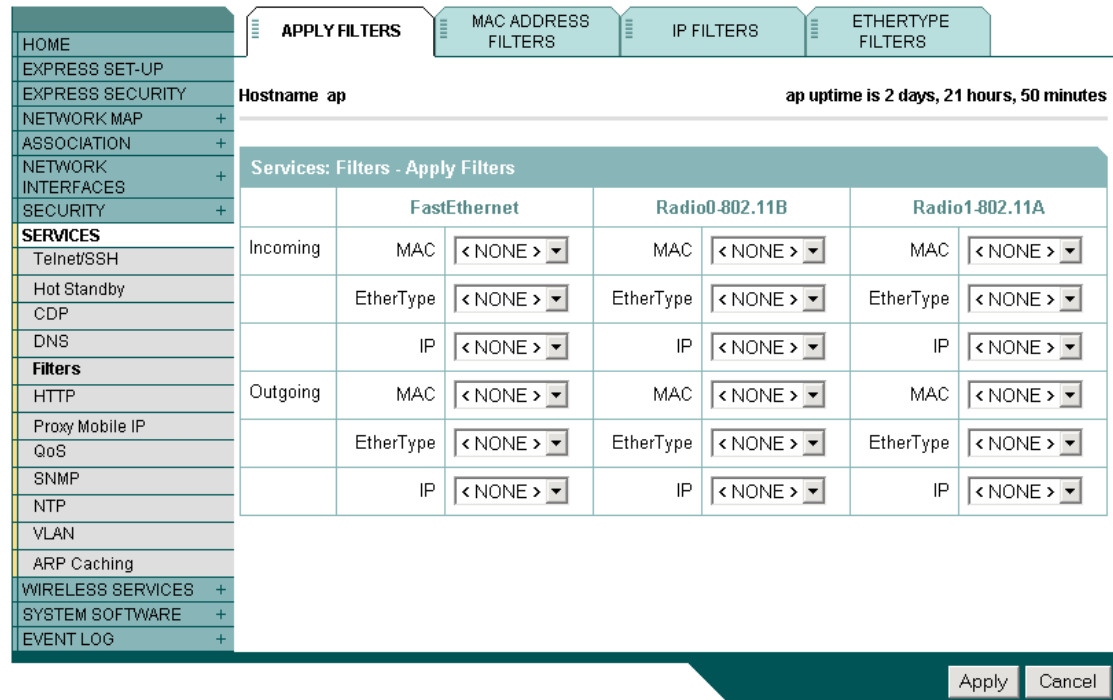 APPLY FILTERS
MAC ADDRESS
FILTERS
IP FILTERS
ETHERTYPE
FILTERS
HOME
EXPRESS SET-UP
EXPRESS SECURITY
NETWORK MAP +
ASSOCIATION +
NETWORK
INTERFACES +
SECURITY +
SERVICES
Telnet/SSH
Hot Standby
CDP
DNS
Filters
HTTP
Proxy Mobile IP
QoS
SNMP
NTP
VLAN
ARP Caching
WIRELESS SERVICES +
SYSTEM SOFTWARE +
EVENT LOG +
Hostname ap
ap uptime is 2 days, 21 hours, 50 minutes
Services: Filters - Apply Filters
FastEthernet Radio0-802.11B Radio1-802.11A
Incoming MAC < NONE > MAC < NONE > MAC < NONE >
EtherType < NONE > EtherType < NONE > EtherType < NONE >
IP < NONE > IP < NONE > IP < NONE >
Outgoing MAC < NONE > MAC < NONE > MAC < NONE >
EtherType < NONE > EtherType < NONE > EtherType < NONE >
IP < NONE > IP < NONE > IP < NONE >
Apply Cancel